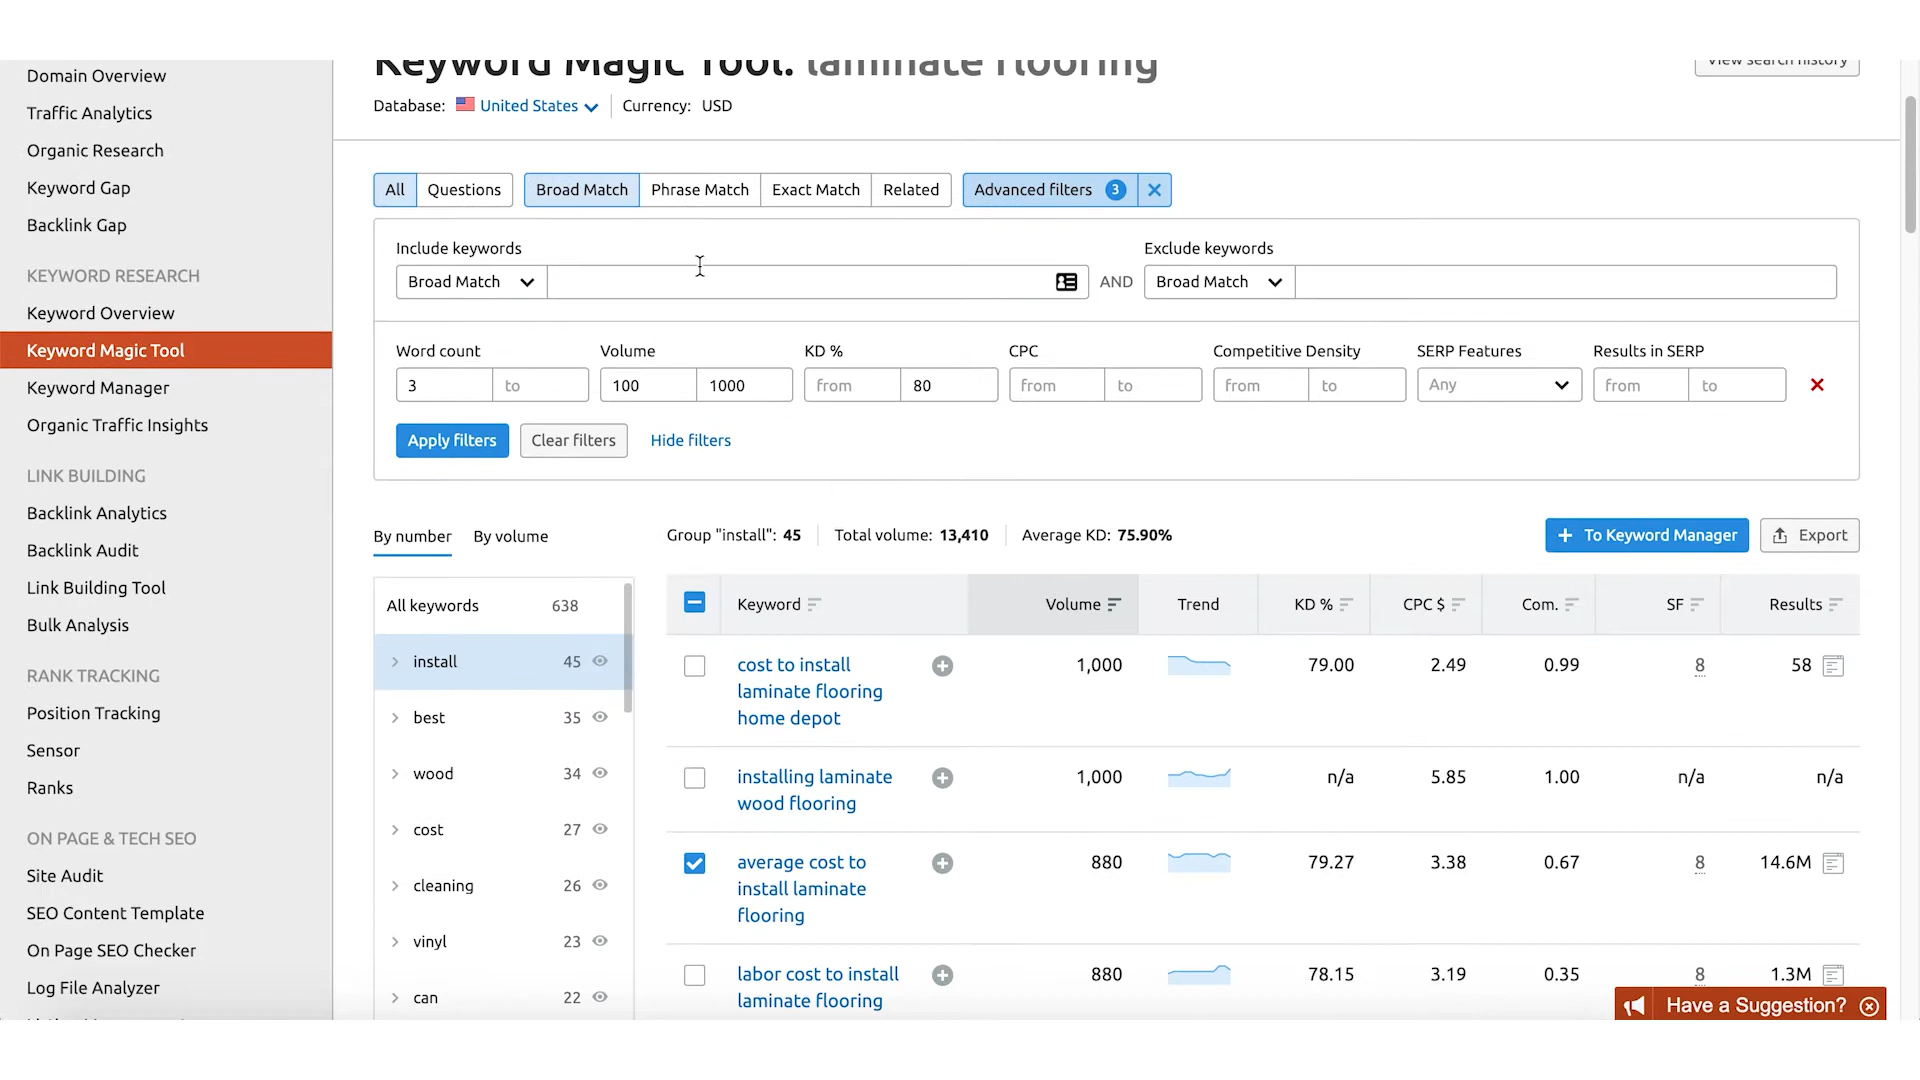 Keyword Magic Tool: laminate flooring
View search history
Database: United States Currency: USD
Domain Overview
Traffic Analytics
Organic Research
Keyword Gap
Backlink Gap
KEYWORD RESEARCH
Keyword Overview
Keyword Magic Tool
Keyword Manager
Organic Traffic Insights
LINK BUILDING
Backlink Analytics
Backlink Audit
Link Building Tool
Bulk Analysis
RANK TRACKING
Position Tracking
Sensor
Ranks
ON PAGE & TECH SEO
Site Audit
SEO Content Template
On Page SEO Checker
Log File Analyzer
All Questions Broad Match Phrase Match Exact Match Related Advanced filters 3
Include keywords Exclude keywords
Broad Match AND Broad Match
Word count Volume KD % CPC Competitive Density SERP Features Results in SERP
3 to 100 1000 from 80 from to from to Any from to
Apply filters Clear filters Hide filters
By number By volume
Group "install": 45 Total volume: 13,410 Average KD: 75.90%
+ To Keyword Manager Export
All keywords 638
install 45
best 35
wood 34
cost 27
cleaning 26
vinyl 23
can 22
Keyword Volume Trend KD % CPC $ Com. SF Results
cost to install 1,000 79.00 2.49 0.99 8 58
laminate flooring
home depot
installing laminate 1,000 n/a 5.85 1.00 n/a n/a
wood flooring
average cost to 880 79.27 3.38 0.67 8 14.6M
install laminate
flooring
labor cost to install 880 78.15 3.19 0.35 8 1.3M
laminate flooring
Have a Suggestion?